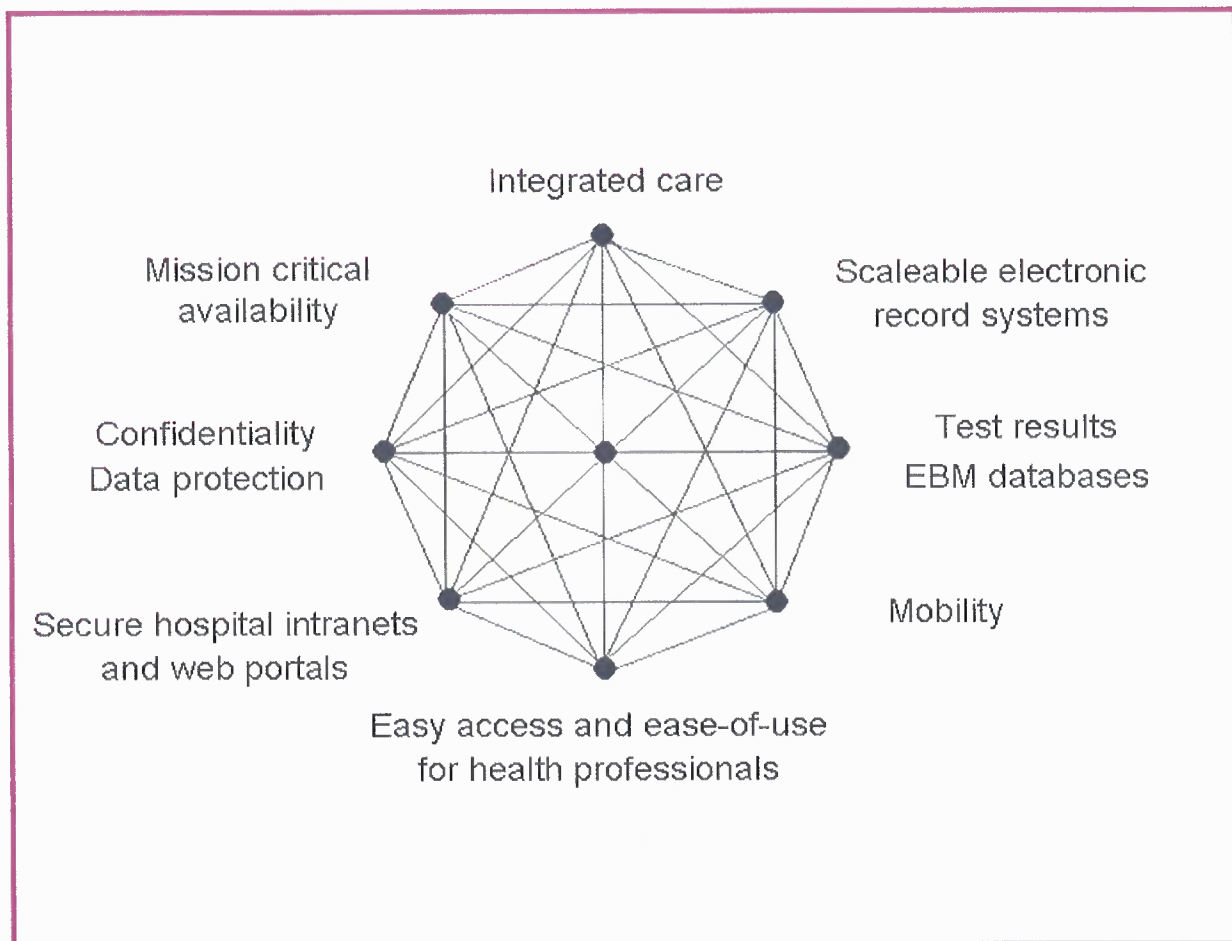 Integrated care
Mission critical
availability
Scaleable electronic
record systems
Confidentiality
Data protection
Test results
EBM databases
Secure hospital intranets
and web portals
Mobility
Easy access and ease-of-use
for health professionals